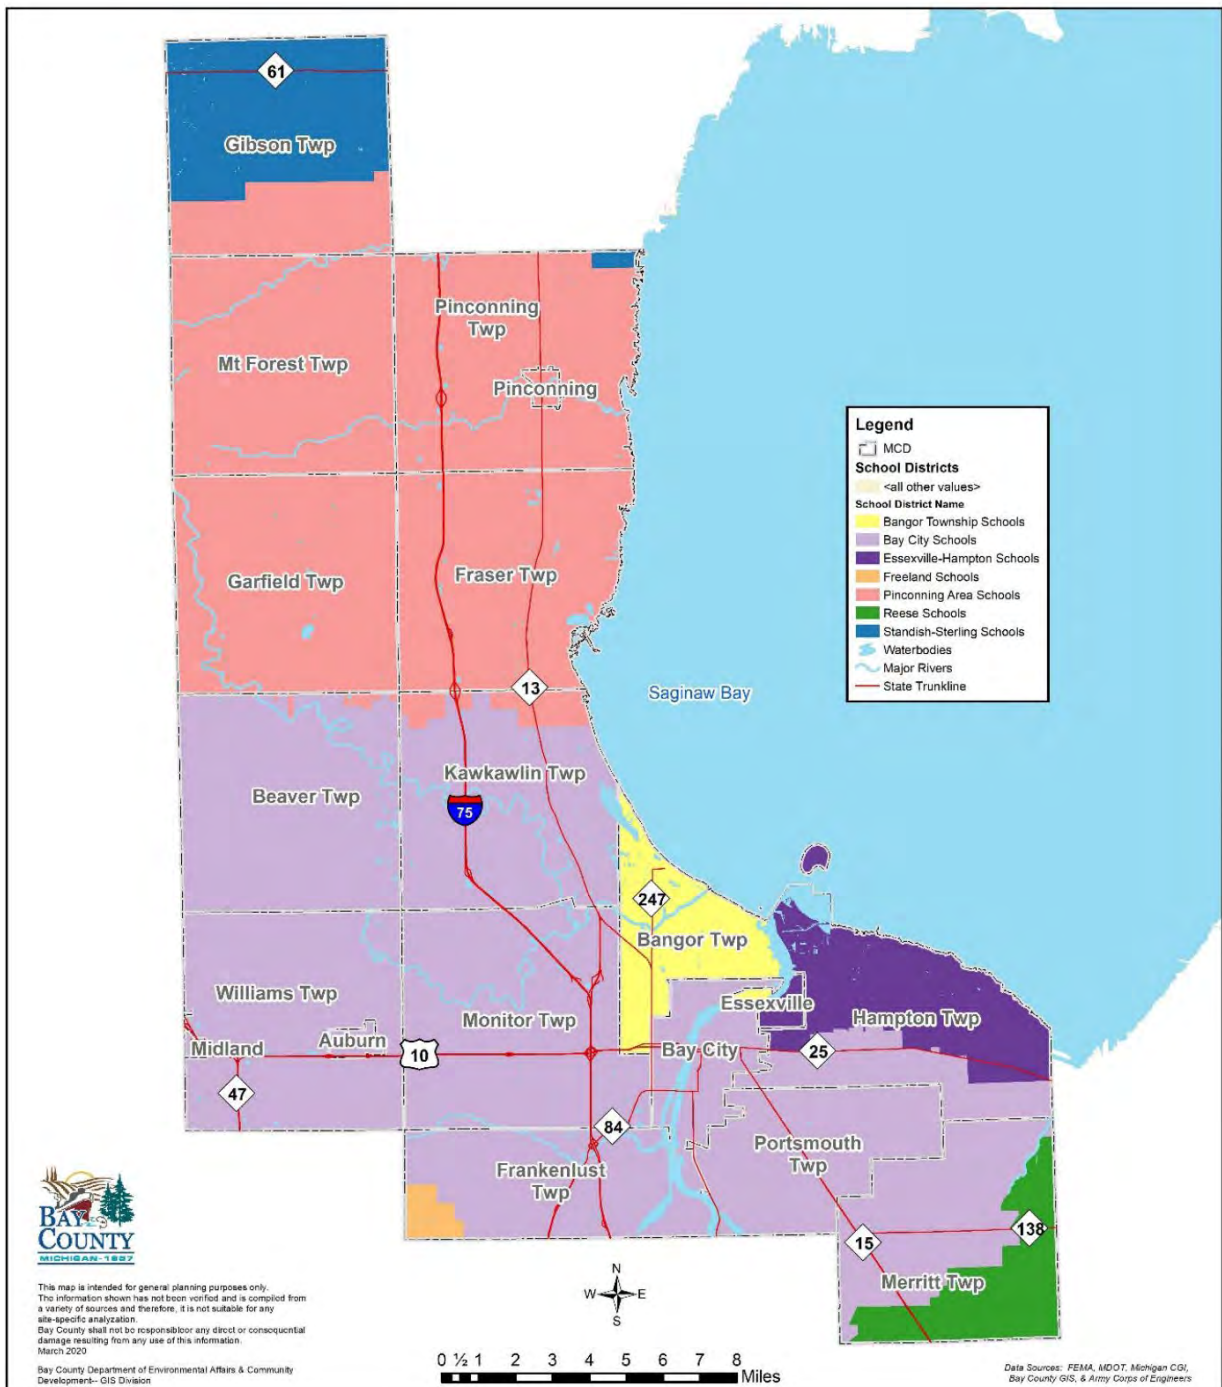 61
Gibson Twp
Pinconning
Twp
Mt Forest Twp
Pinconning
Garfield Twp
Fraser Twp
13
Saginaw Bay
Kawkawlin Twp
Beaver Twp
75
247
Bangor Twp
Williams Twp
Essexville
Monitor Twp
Hampton Twp
Auburn
Midland
10
Bay City
25
47
84
Portsmouth
Twp
Frankenlust
Twp
138
15
Merritt Twp
Legend
MCD
School Districts
<all other values>
School District Name
Bangor Township Schools
Bay City Schools
Essexville-Hampton Schools
Freeland Schools
Pinconning Area Schools
Reese Schools
Standish-Sterling Schools
Waterbodies
Major Rivers
State Trunkline
BAY
COUNTY
MICHIGAN-1857
This map is intended for general planning purposes only.
The information shown has not been verified and is compiled from
a variety of sources and therefore, it is not suitable for any
site-specific analyzation.
Bay County shall not be responsibloor any direct or consequential
damage resulting from any use of this information.
March 2020
Bay County Department of Environmental Affairs & Community
Development-- GIS Division
N
W E
S
0 ½ 1 2 3 4 5 6 7 8
Miles
Data Sources: FEMA, MDOT, Michigan CGI,
Bay County GIS, & Army Corps of Engineers